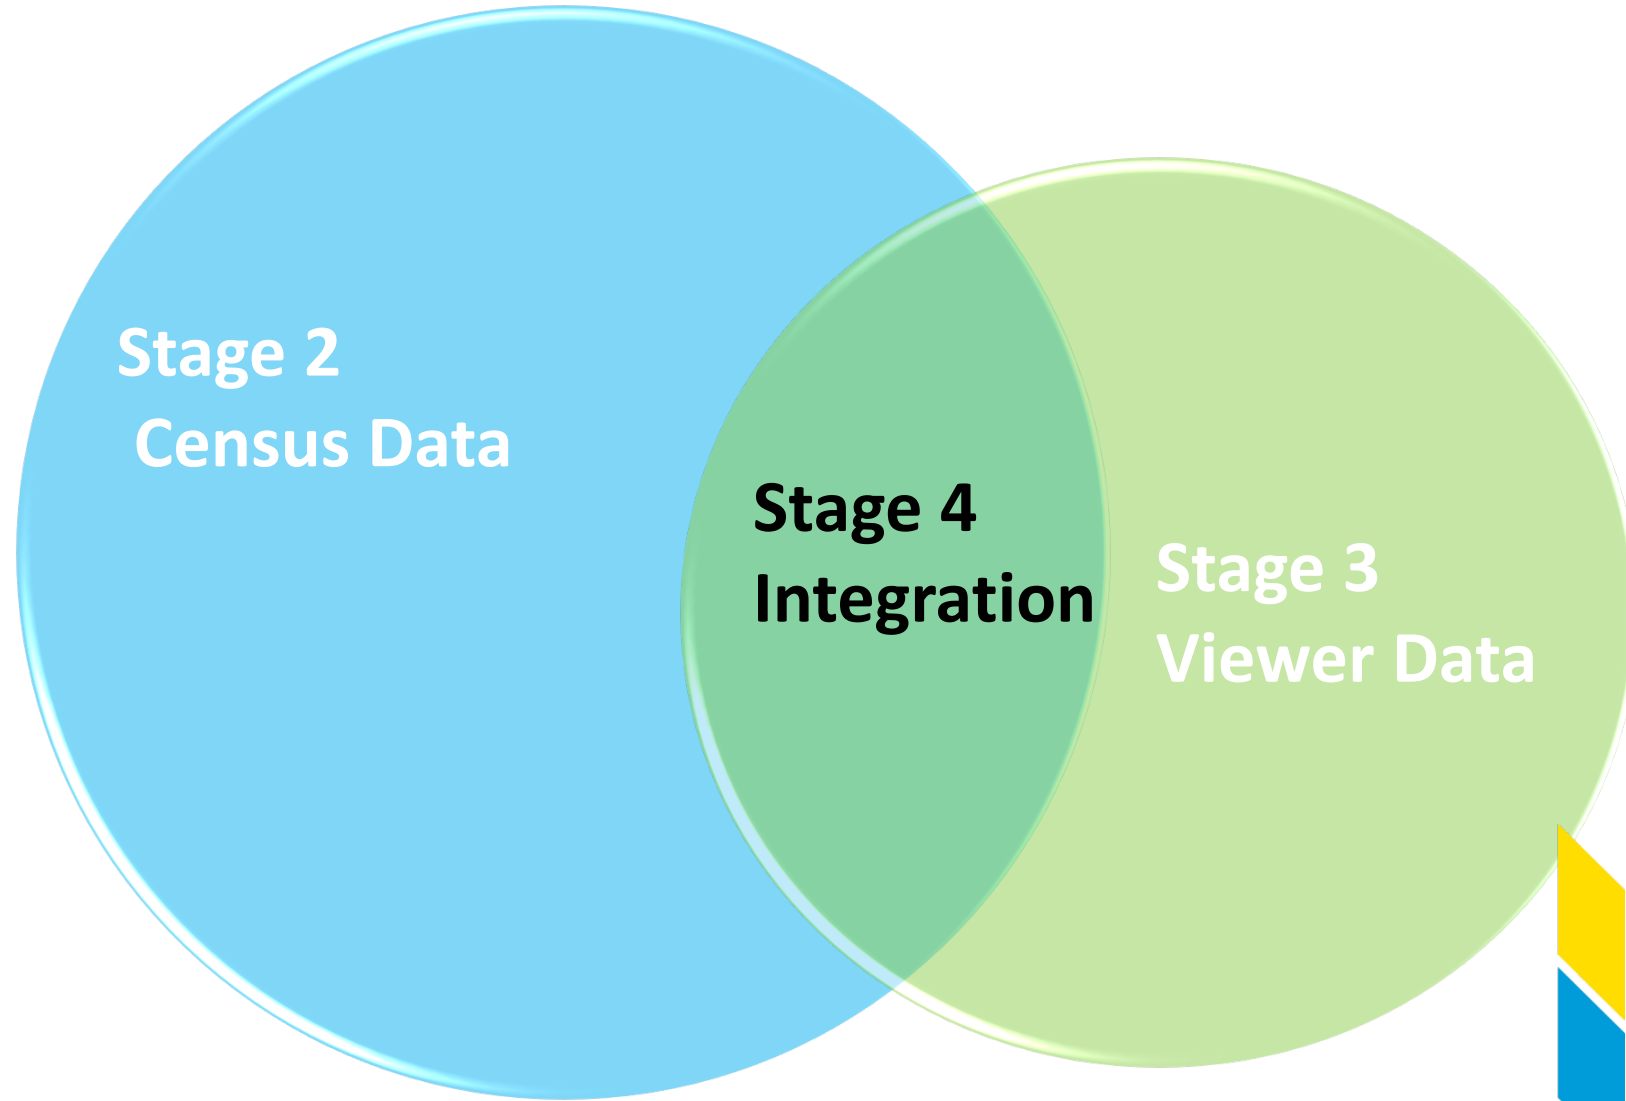 Stage 2
Census Data
Stage 4
Integration
Stage 3
Viewer Data